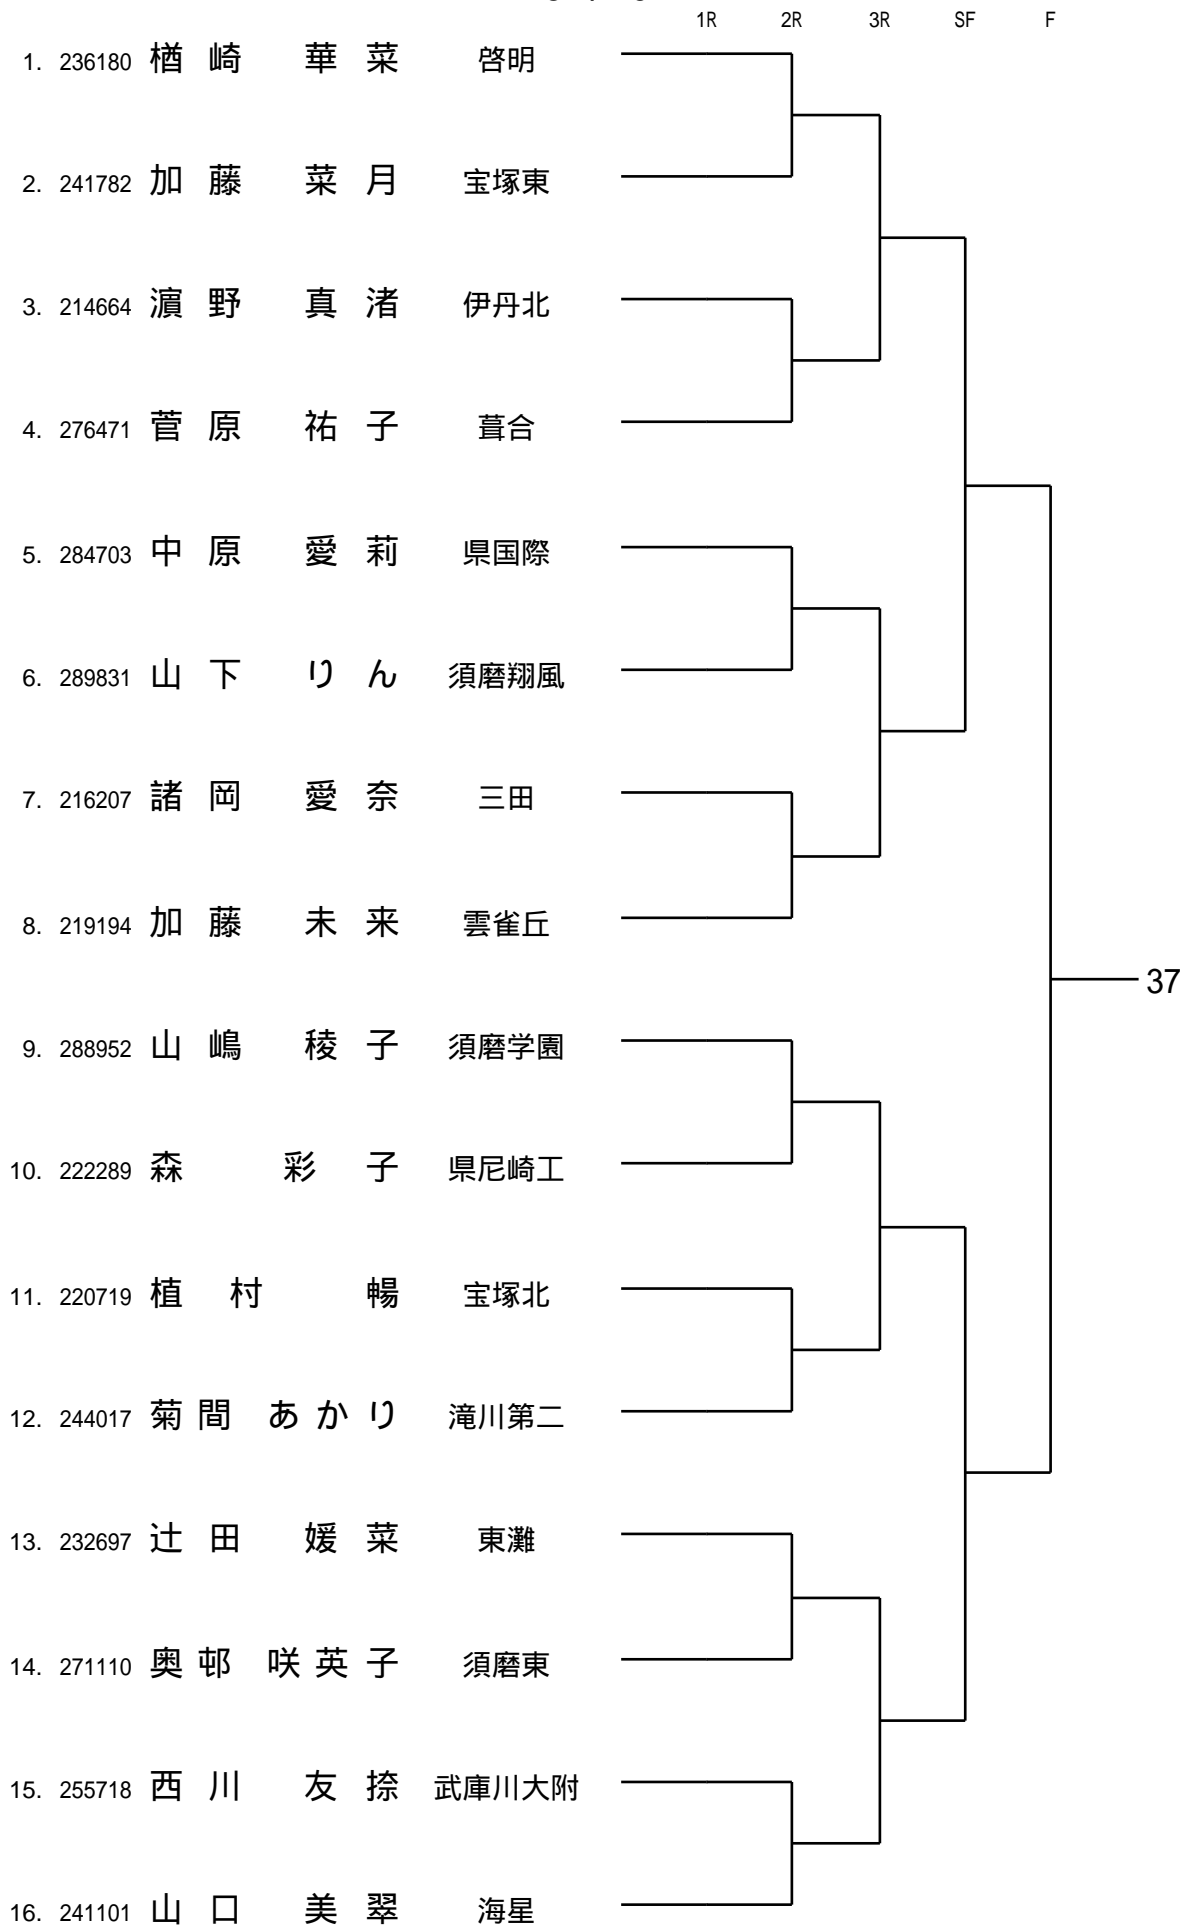 1R 2R 3R SF F
1. 236180 楢崎 華菜 啓明
2. 241782 加藤 菜月 宝塚東
3. 214664 濵野 真渚 伊丹北
4. 276471 菅原 祐子 葺合
5. 284703 中原 愛莉 県国際
6. 289831 山下 りん 須磨翔風
7. 216207 諸岡 愛奈 三田
8. 219194 加藤 未来 雲雀丘
37
9. 288952 山嶋 稜子 須磨学園
10. 222289 森 彩子 県尼崎工
11. 220719 植村 暢 宝塚北
12. 244017 菊間 あかり 滝川第二
13. 232697 辻田 媛菜 東灘
14. 271110 奥邨 咲英子 須磨東
15. 255718 西川 友捺 武庫川大附
16. 241101 山口 美翠 海星